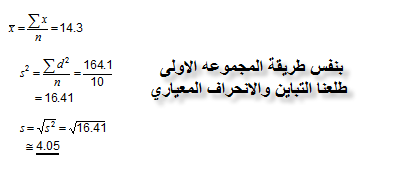 x̅ = ∑x / n = 14.3
s² = ∑d² / n = 164.1 / 10
= 16.41
s = √s² = √16.41
≅ 4.05
بنفس طريقة المجموعه الاولى
طلعنا التباين والانحراف المعياري